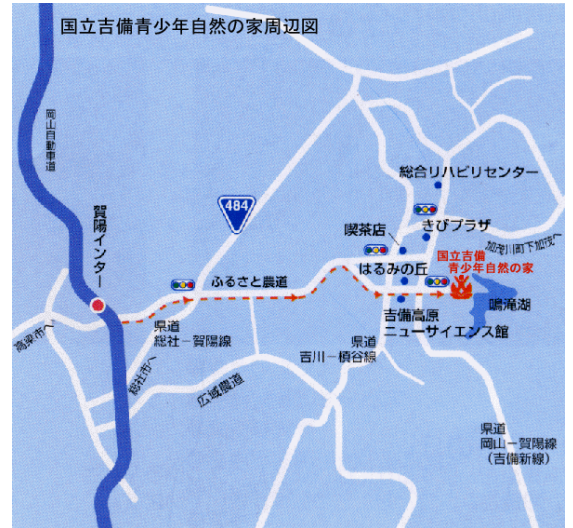 国立吉備青少年自然の家周辺図
岡山自動車道
484
総合リハビリセンター
賀陽インター
喫茶店
きびプラザ
加茂川町下加茂へ
国立吉備
青少年自然の家
はるみの丘
ふるさと農道
鳴滝湖
吉備高原
ニューサイエンス館
高梁市へ
県道
総社－賀陽線
総社市へ
広域農道
県道
吉川－槙谷線
県道
岡山－賀陽線
(吉備新線)